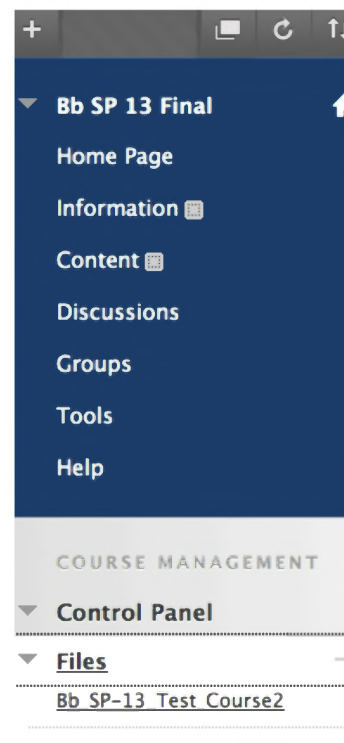 Bb SP 13 Final
Home Page
Information
Content
Discussions
Groups
Tools
Help
COURSE MANAGEMENT
Control Panel
Files
Bb_SP-13_Test_Course2